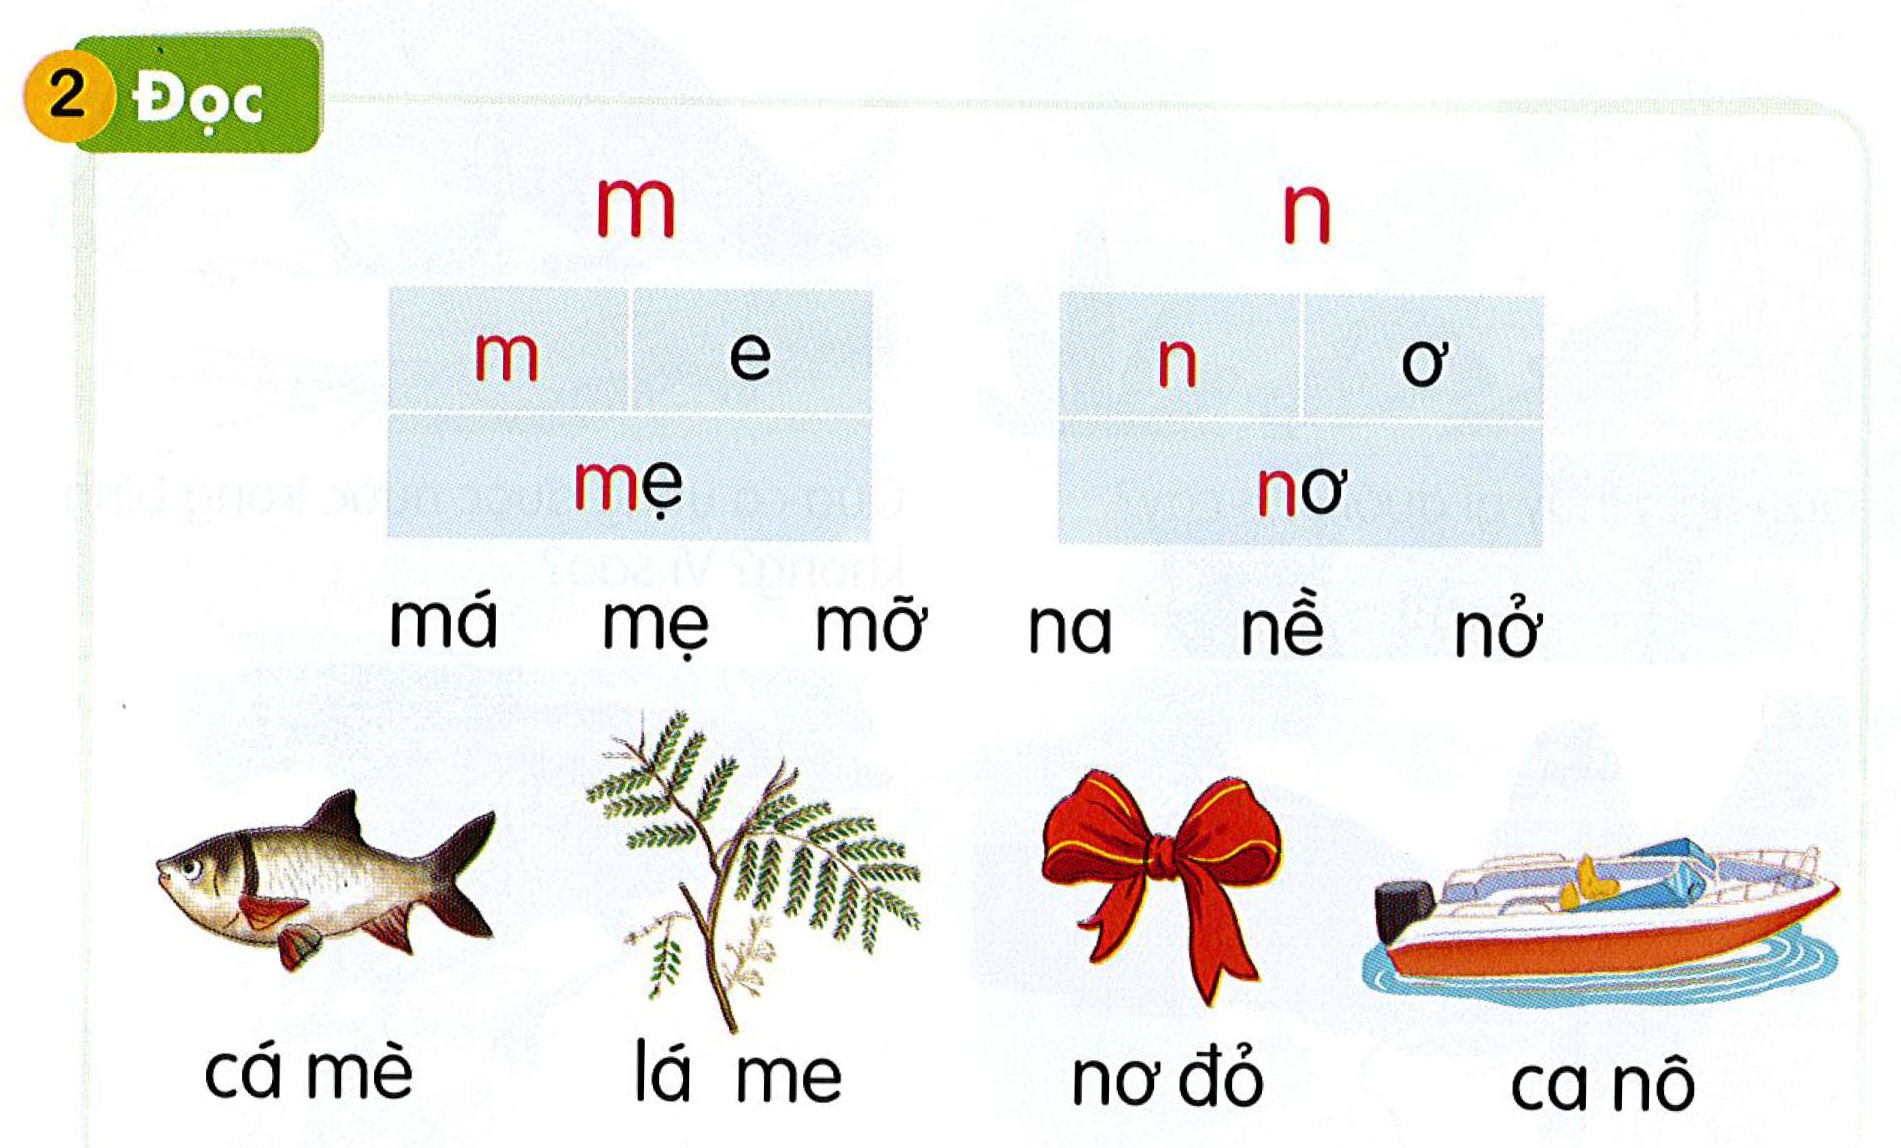 2 Đọc
m n
m e n ơ
mẹ nơ
má mẹ mỡ na nề nở
cá mè lá me nơ đỏ ca nô